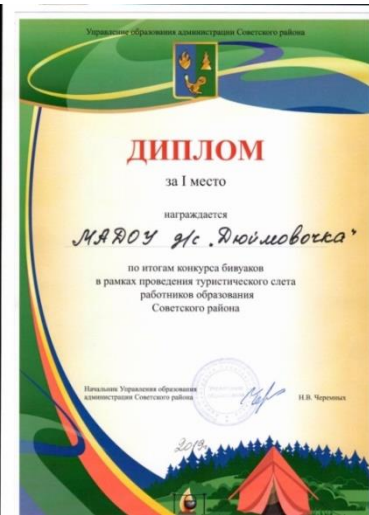 Управление образования администрации Советского района
ДИПЛОМ
за I место
награждается
МАДОУ д/с „Дюймовочка"
по итогам конкурса бивуаков
в рамках проведения туристического слета
работников образования
Советского района
Начальник Управления образования
администрации Советского района
Н.В. Черемных
2019г.